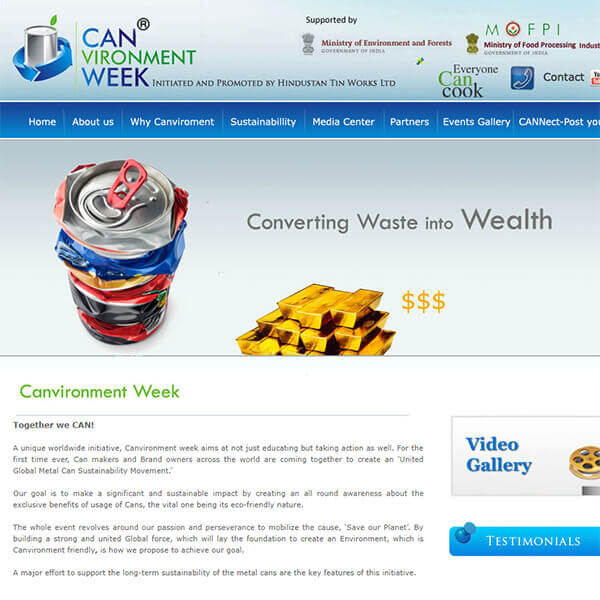 Supported by
CAN®
VIRONMENT
WEEK INITIATED AND PROMOTED BY HINDUSTAN TIN WORKS LTD
Ministry of Environment and Forests
GOVERNMENT OF INDIA
MOFPI
Ministry of Food Processing Indust
GOVERNMENT OF INDIA
Everyone
Can
cook
Contact
Home About us Why Canviroment Sustainabillity Media Center Partners Events Gallery CANNect-Post you
Converting Waste into Wealth
$$$
Canvironment Week
Together we CAN!
A unique worldwide initiative, Canvironment week aims at not just educating but taking action as well. For the
first time ever, Can makers and Brand owners across the world are coming together to create an 'United
Global Metal Can Sustainability Movement.'
Our goal is to make a significant and sustainable impact by creating an all round awareness about the
exclusive benefits of usage of Cans, the vital one being its eco-friendly nature.
The whole event revolves around our passion and perseverance to mobilize the cause, 'Save our Planet'. By
building a strong and united Global force, which will lay the foundation to create an Environment, which is
Canvironment friendly, is how we propose to achieve our goal.
A major effort to support the long-term sustainability of the metal cans are the key features of this initiative.
Video
Gallery
TESTIMONIALS